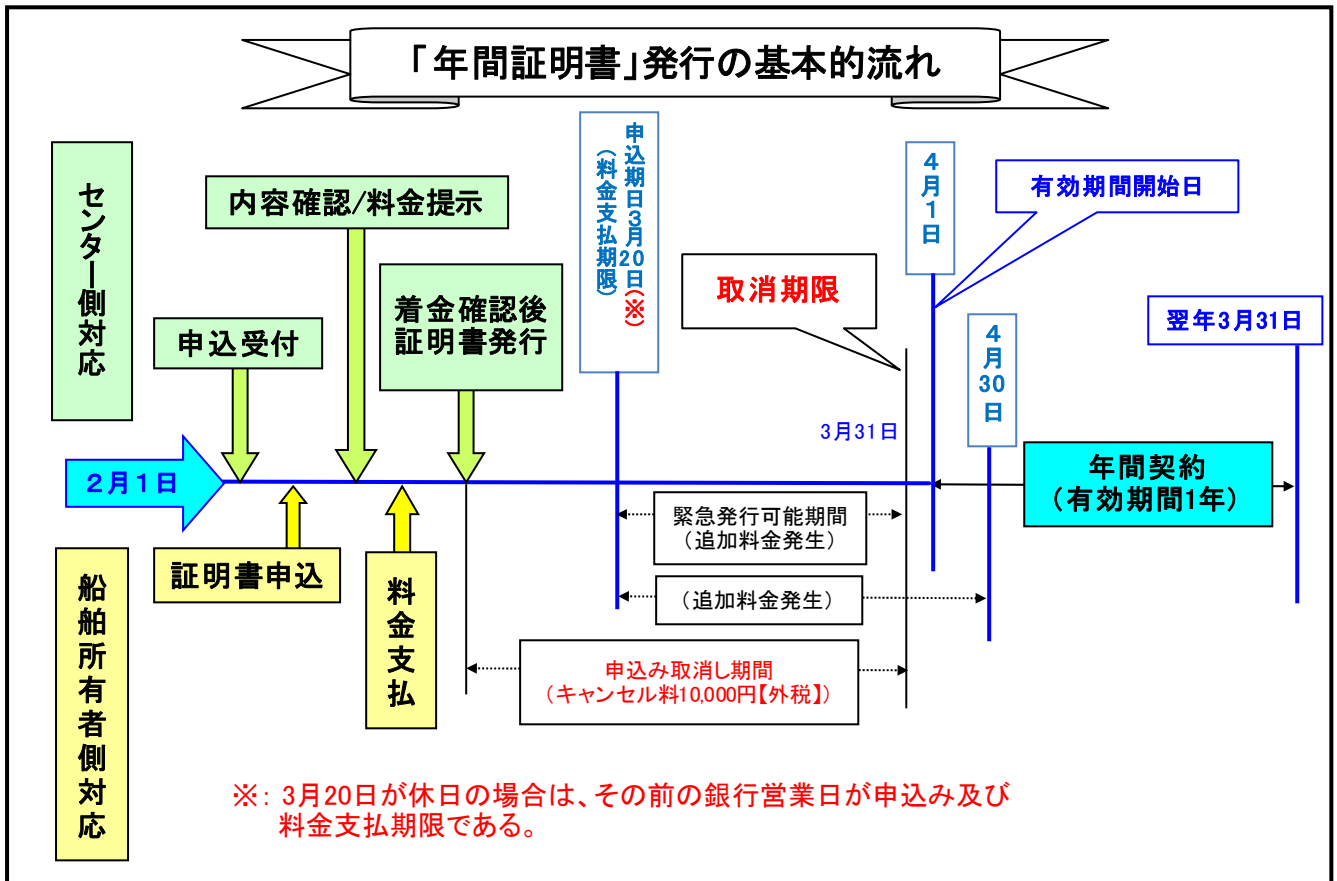 「年間証明書」発行の基本的流れ
センター側対応
内容確認/料金提示
申込受付
着金確認後
証明書発行
申込期日3月20日(※)
(料金支払期限)
取消期限
4月1日
有効期間開始日
4月30日
翌年3月31日
3月31日
2月1日
年間契約
(有効期間1年)
緊急発行可能期間
(追加料金発生)
(追加料金発生)
申込み取消し期間
(キャンセル料10,000円【外税】)
船舶所有者側対応
証明書申込
料金支払
※: 3月20日が休日の場合は、その前の銀行営業日が申込み及び
料金支払期限である。